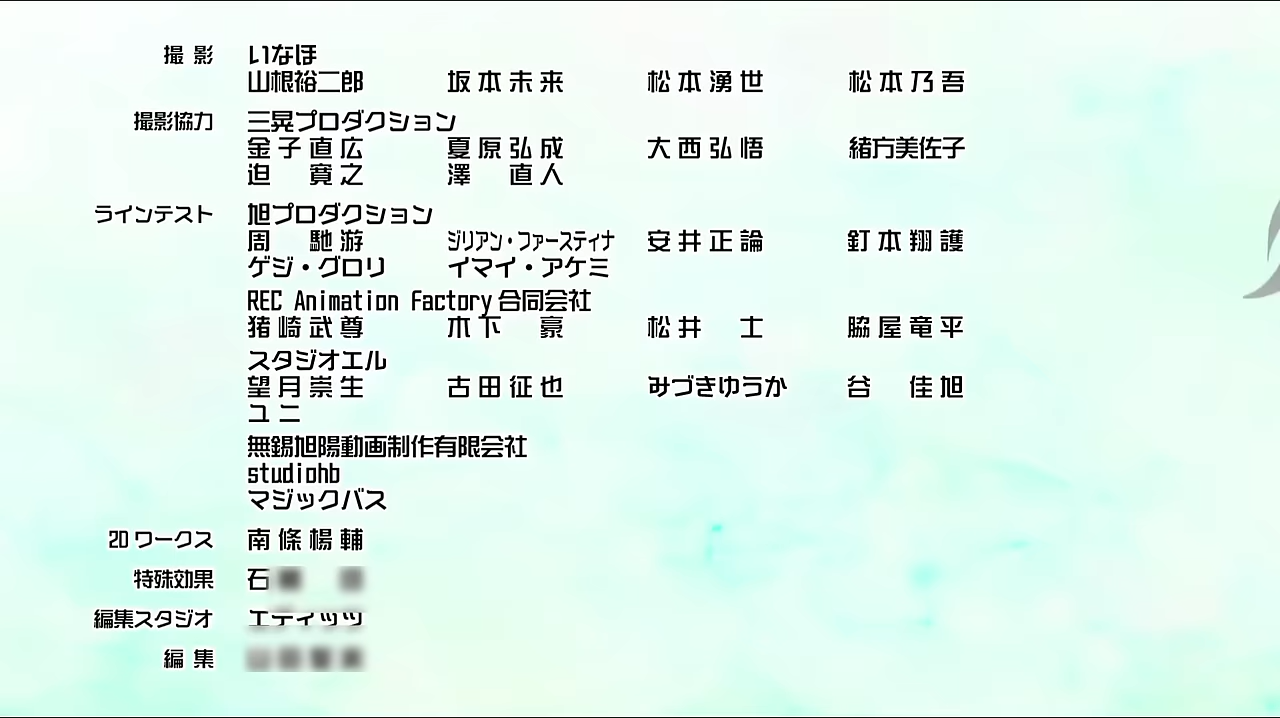 撮影 いなほ
山根裕二郎 坂本未来 松本湧世 松本乃吾
撮影協力 三晃プロダクション
金子直広 夏原弘成 大西弘悟 緒方美佐子
迫 寛之 澤 直人
ラインテスト 旭プロダクション
周 馳游 ジリアン・ファースティナ 安井正論 釘本翔護
ゲジ・グロリ イマイ・アケミ
REC Animation Factory合同会社
猪崎武尊 木下 豪 松井 士 脇屋竜平
スタジオエル
望月崇生 古田征也 みづきゆうか 谷 佳旭
ユニ
無錫旭陽動画制作有限会社
studiohb
マジックバス
2Dワークス 南條楊輔
特殊効果 石
編集スタジオ エディッツ
編集